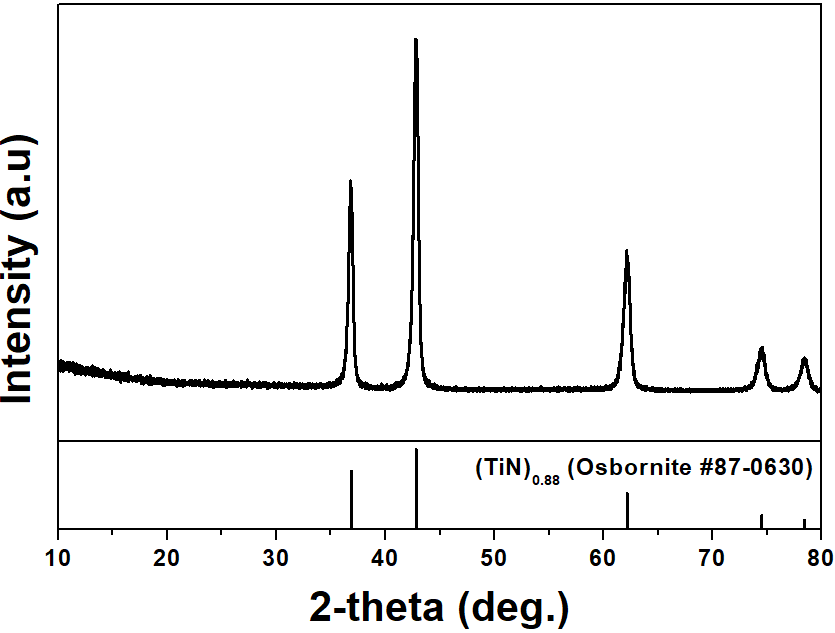 Intensity (a.u)
(TiN)0.88 (Osbornite #87-0630)
10 20 30 40 50 60 70 80
2-theta (deg.)